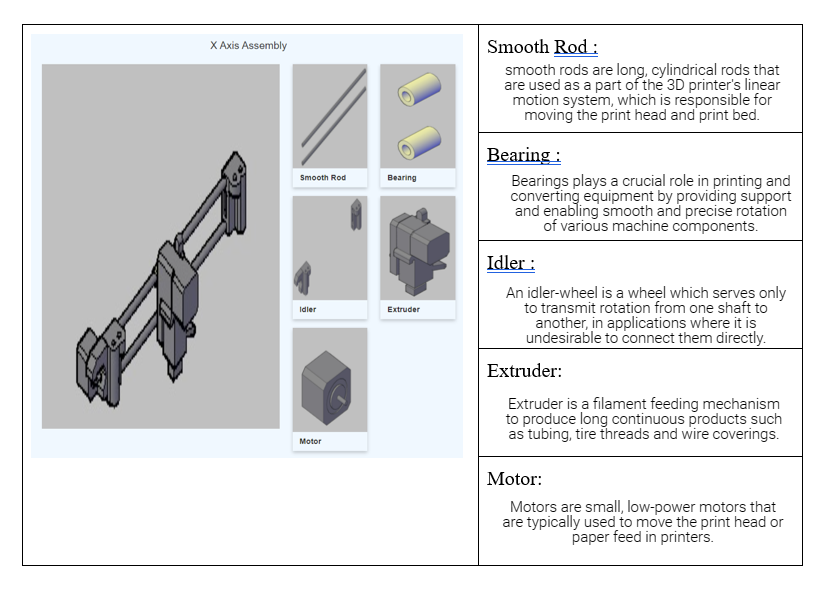 X Axis Assembly
Smooth Rod
Bearing
Idler
Extruder
Motor
Smooth Rod :
smooth rods are long, cylindrical rods that
are used as a part of the 3D printer's linear
motion system, which is responsible for
moving the print head and print bed.
Bearing :
Bearings plays a crucial role in printing and
converting equipment by providing support
and enabling smooth and precise rotation
of various machine components.
Idler :
An idler-wheel is a wheel which serves only
to transmit rotation from one shaft to
another, in applications where it is
undesirable to connect them directly.
Extruder:
Extruder is a filament feeding mechanism
to produce long continuous products such
as tubing, tire threads and wire coverings.
Motor:
Motors are small, low-power motors that
are typically used to move the print head or
paper feed in printers.